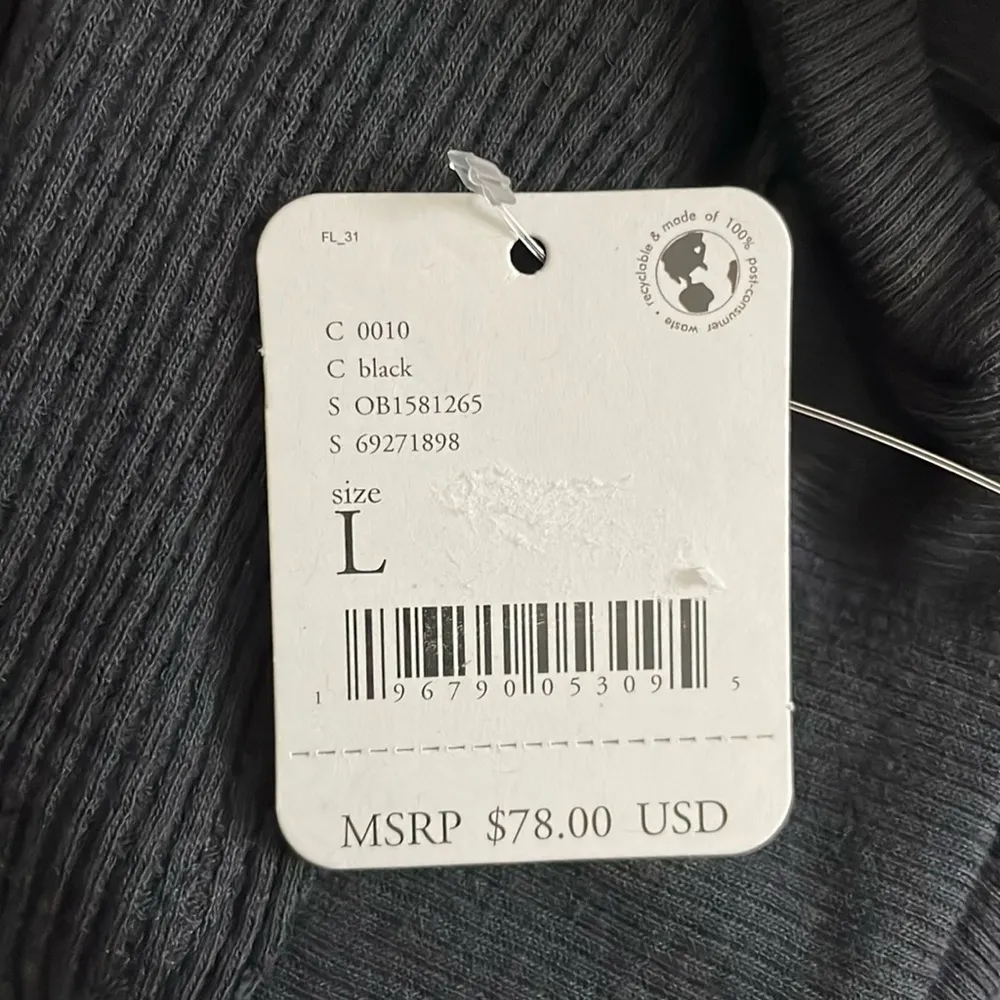 FL_31
• recyclable & made of 100% post-consumer waste
C 0010
C black
S OB1581265
S 69271898
size
L
1 96790 05309 5
MSRP $78.00 USD